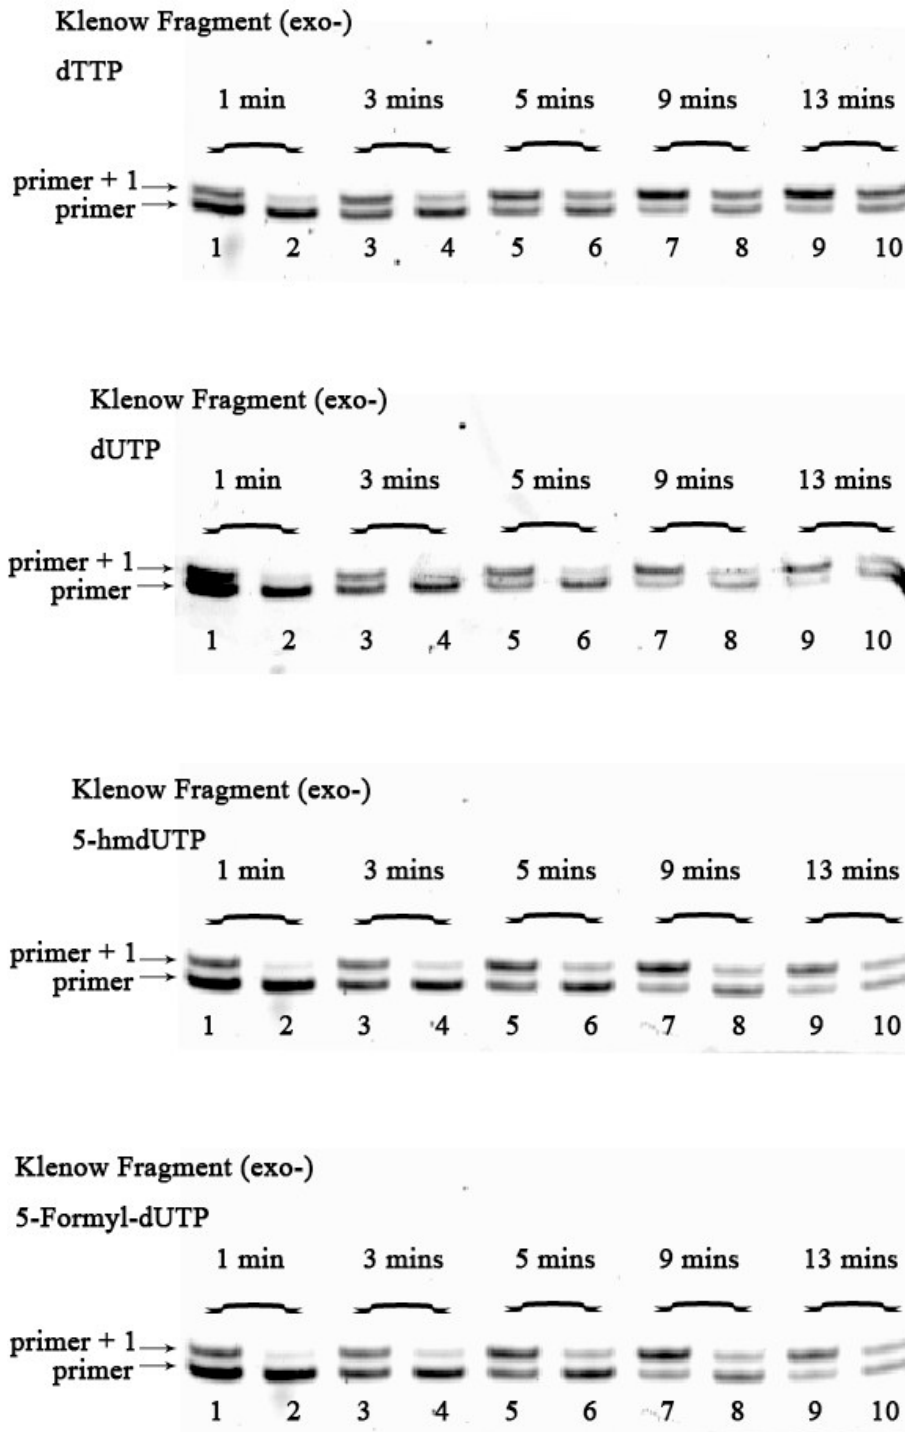 Klenow Fragment (exo-)
dTTP
1 min 3 mins 5 mins 9 mins 13 mins
primer + 1
primer
1 2 3 4 5 6 7 8 9 10
Klenow Fragment (exo-)
dUTP
1 min 3 mins 5 mins 9 mins 13 mins
primer + 1
primer
1 2 3 4 5 6 7 8 9 10
Klenow Fragment (exo-)
5-hmdUTP
1 min 3 mins 5 mins 9 mins 13 mins
primer + 1
primer
1 2 3 4 5 6 7 8 9 10
Klenow Fragment (exo-)
5-Formyl-dUTP
1 min 3 mins 5 mins 9 mins 13 mins
primer + 1
primer
1 2 3 4 5 6 7 8 9 10